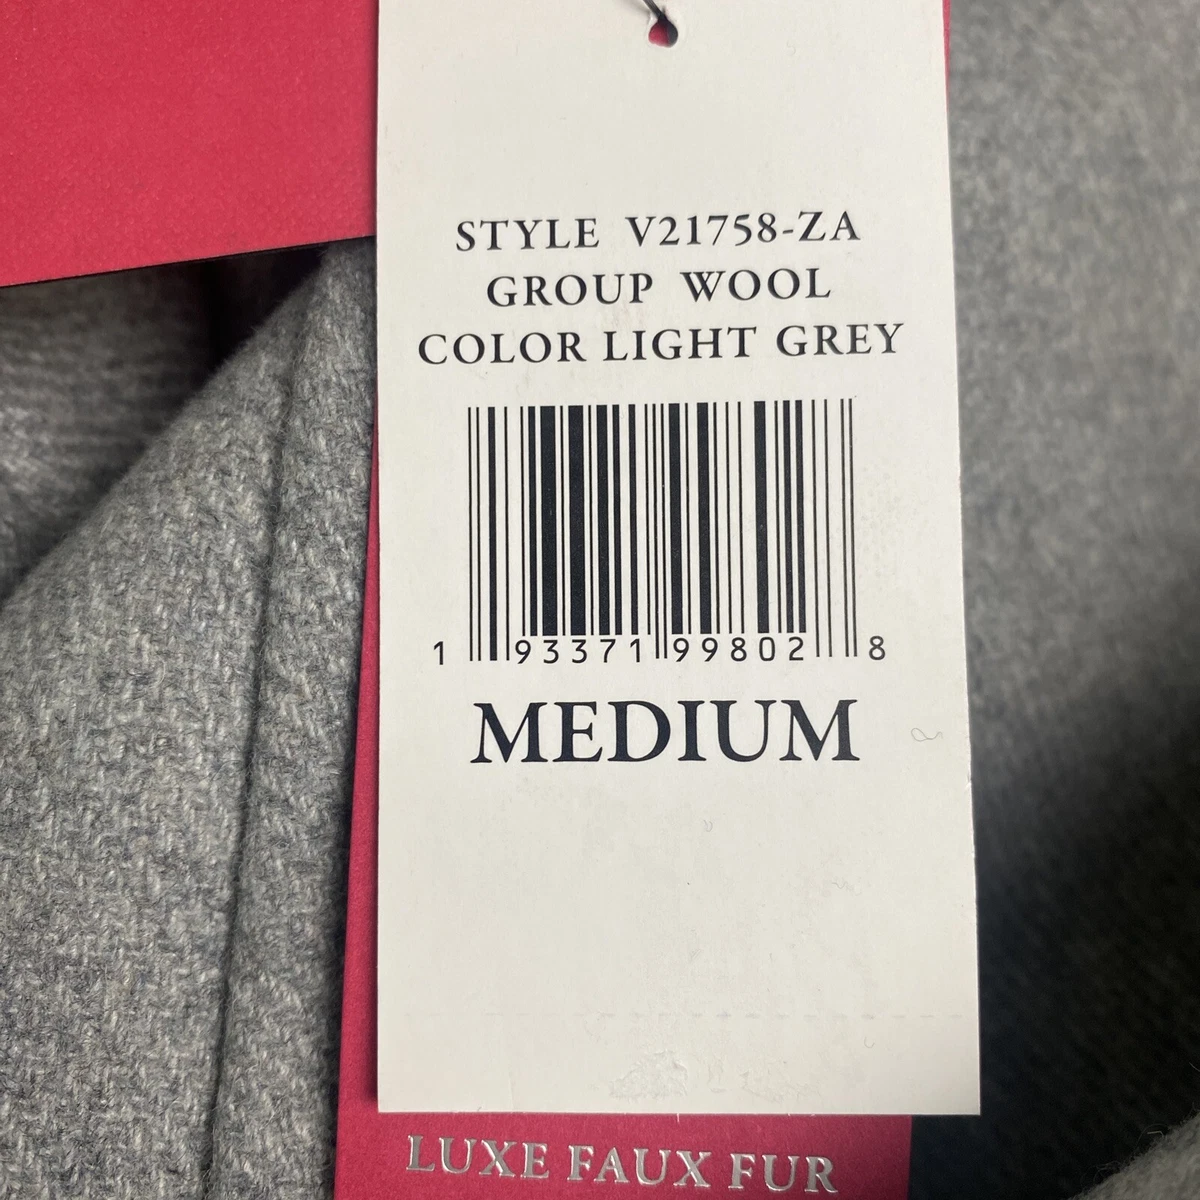 STYLE V21758-ZA
GROUP WOOL
COLOR LIGHT GREY
1 93371 99802 8
MEDIUM
LUXE FAUX FUR